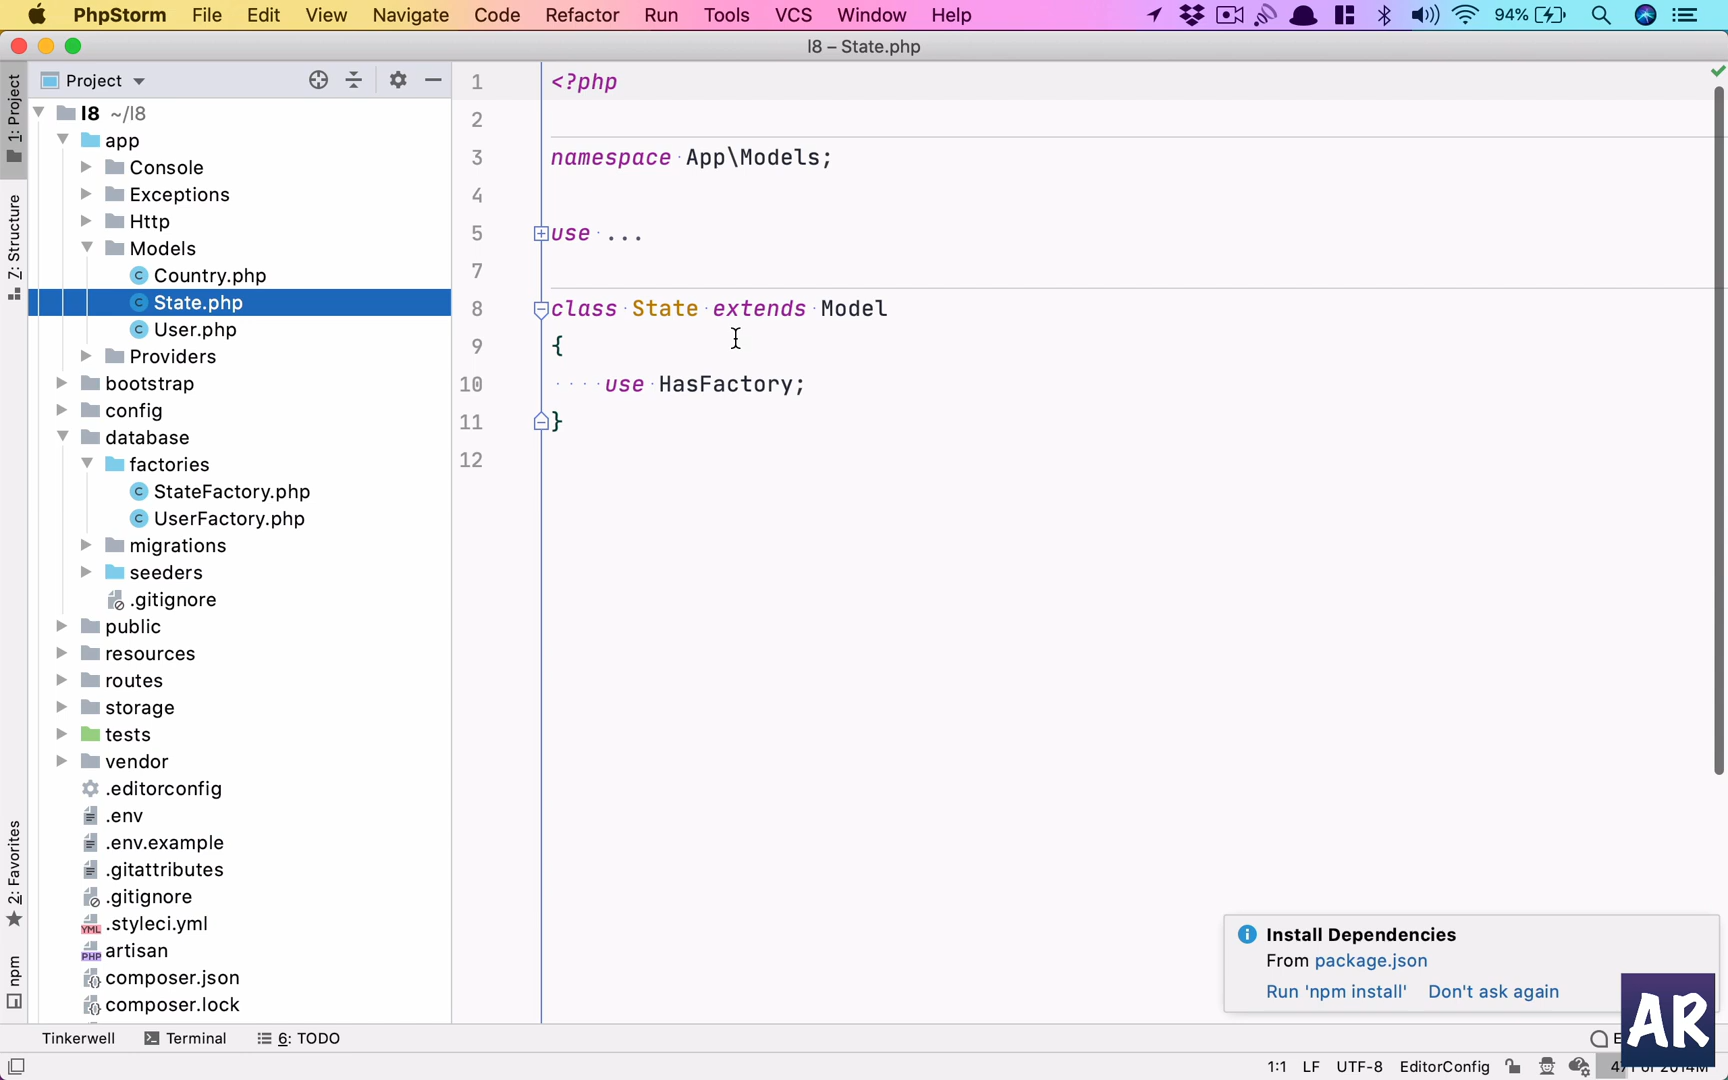 PhpStorm File Edit View Navigate Code Refactor Run Tools VCS Window Help 94%
l8 – State.php
1: Project
7: Structure
2: Favorites
npm
Project
l8 ~/l8
app
Console
Exceptions
Http
Models
Country.php
State.php
User.php
Providers
bootstrap
config
database
factories
StateFactory.php
UserFactory.php
migrations
seeders
.gitignore
public
resources
routes
storage
tests
vendor
.editorconfig
.env
.env.example
.gitattributes
.gitignore
.styleci.yml
artisan
composer.json
composer.lock
1 <?php
2
3 namespace App\Models;
4
5 use ...
7
8 class State extends Model
9 {
10 use HasFactory;
11 }
12
Install Dependencies
From package.json
Run 'npm install' Don't ask again
AR
Tinkerwell Terminal 6: TODO
1:1 LF UTF-8 EditorConfig